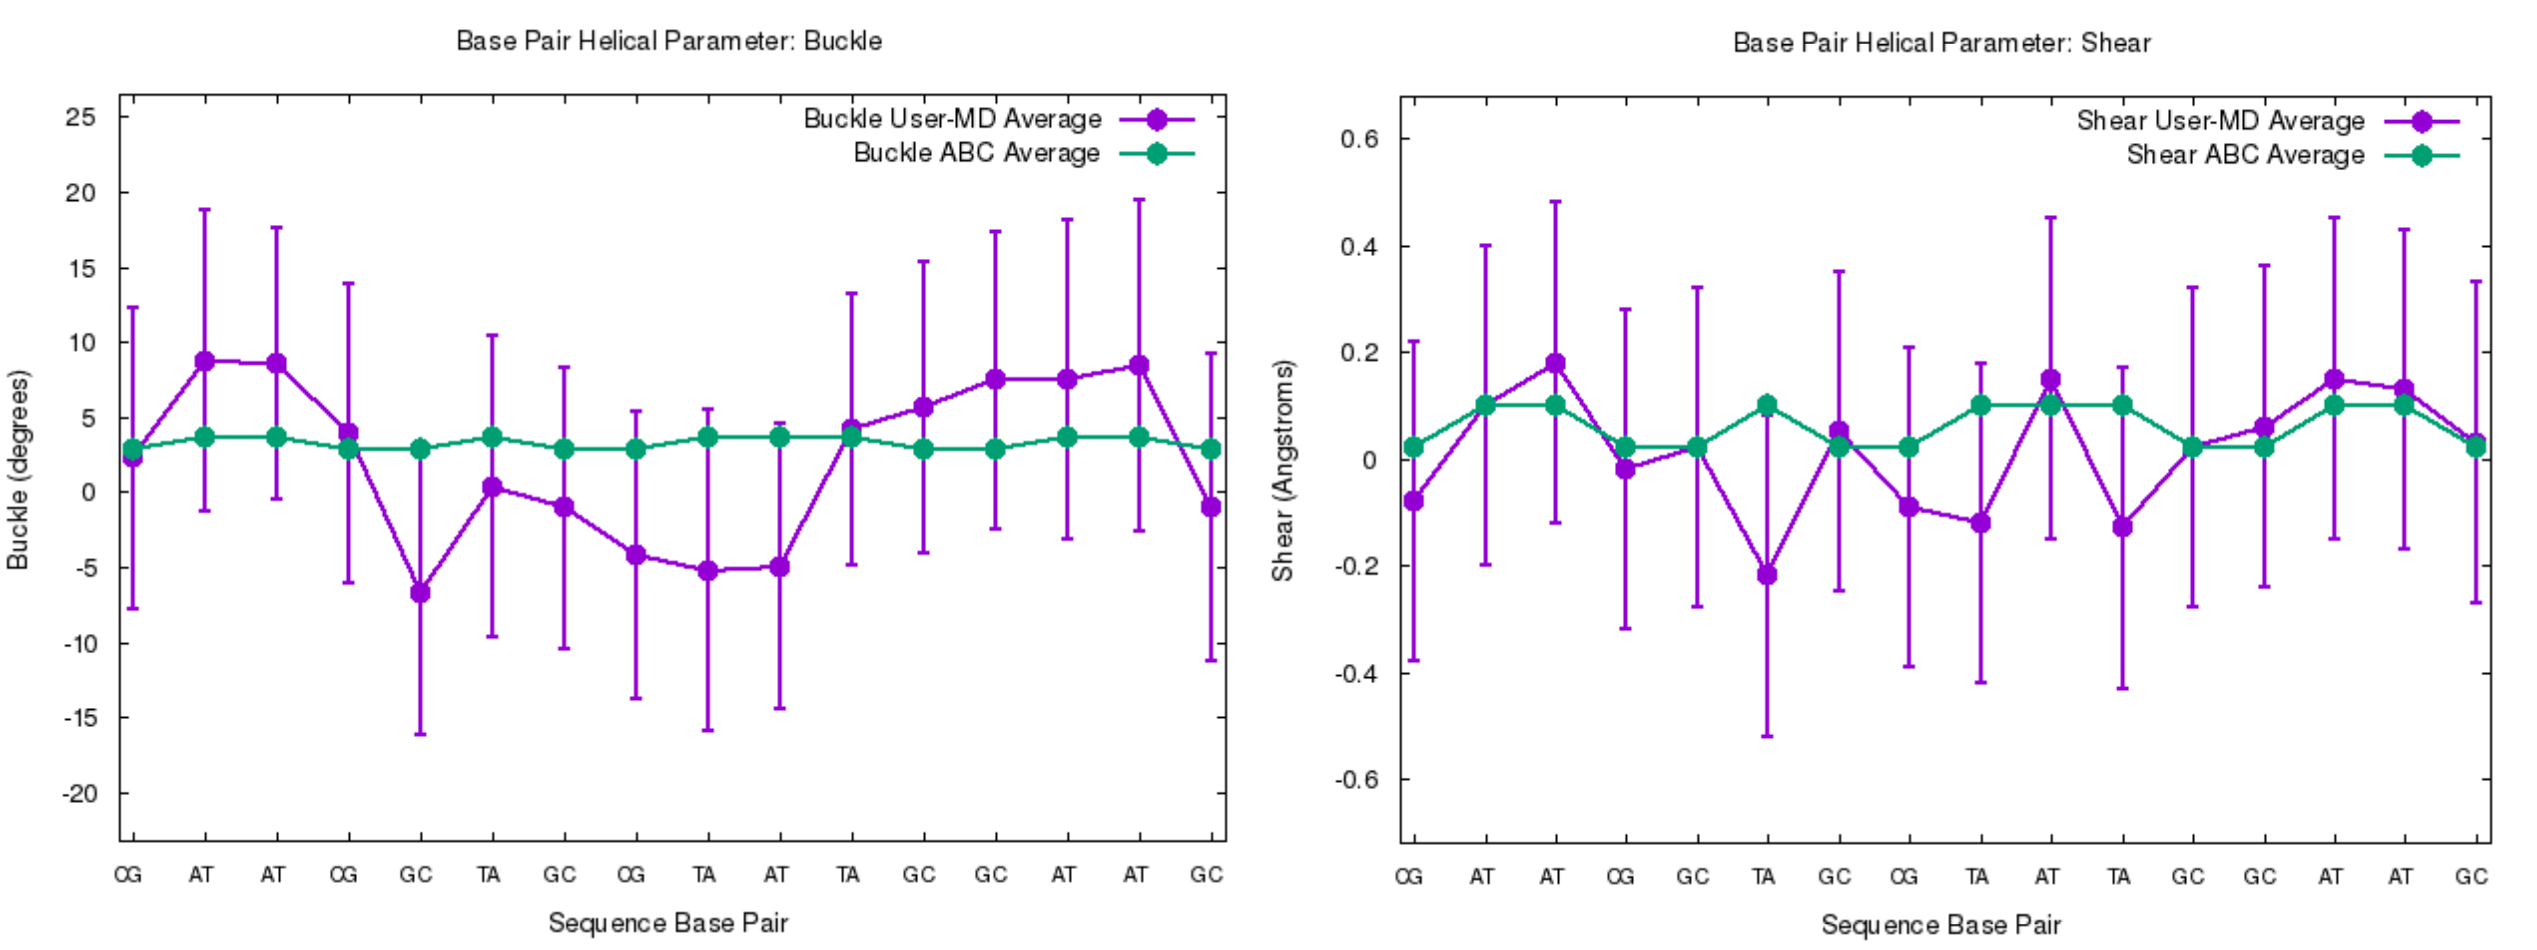 Base Pair Helical Parameter: Buckle
Buckle User-MD Average
Buckle ABC Average
25
20
15
10
5
0
-5
-10
-15
-20
Buckle (degrees)
CG AT AT CG GC TA GC CG TA AT TA GC GC AT AT GC
Sequence Base Pair
Base Pair Helical Parameter: Shear
Shear User-MD Average
Shear ABC Average
0.6
0.4
0.2
0
-0.2
-0.4
-0.6
Shear (Angstroms)
CG AT AT CG GC TA GC CG TA AT TA GC GC AT AT GC
Sequence Base Pair